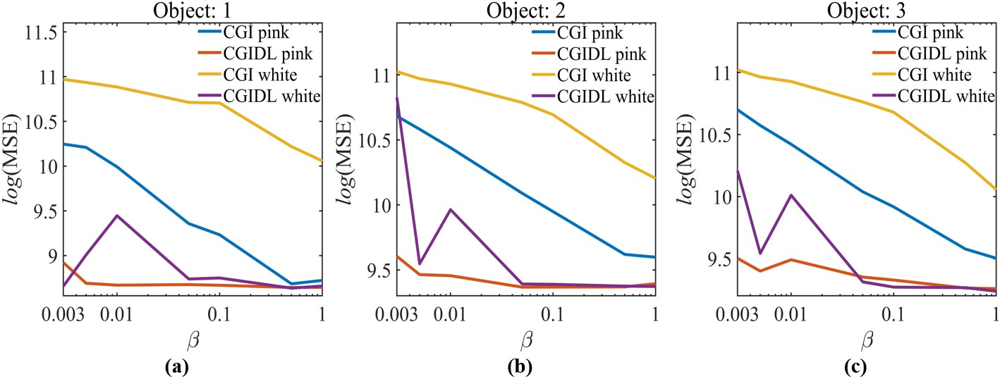 Object: 1
11.5
11
10.5
10
9.5
9
log(MSE)
CGI pink
CGIDL pink
CGI white
CGIDL white
0.003 0.01 0.1 1
β
(a)
Object: 2
11
10.5
10
9.5
log(MSE)
CGI pink
CGIDL pink
CGI white
CGIDL white
0.003 0.01 0.1 1
β
(b)
Object: 3
11
10.5
10
9.5
log(MSE)
CGI pink
CGIDL pink
CGI white
CGIDL white
0.003 0.01 0.1 1
β
(c)